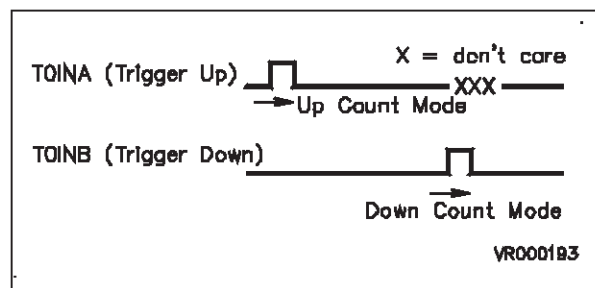 X = don't care
TOINA (Trigger Up)
XXX
Up Count Mode
TOINB (Trigger Down)
Down Count Mode
VR000193